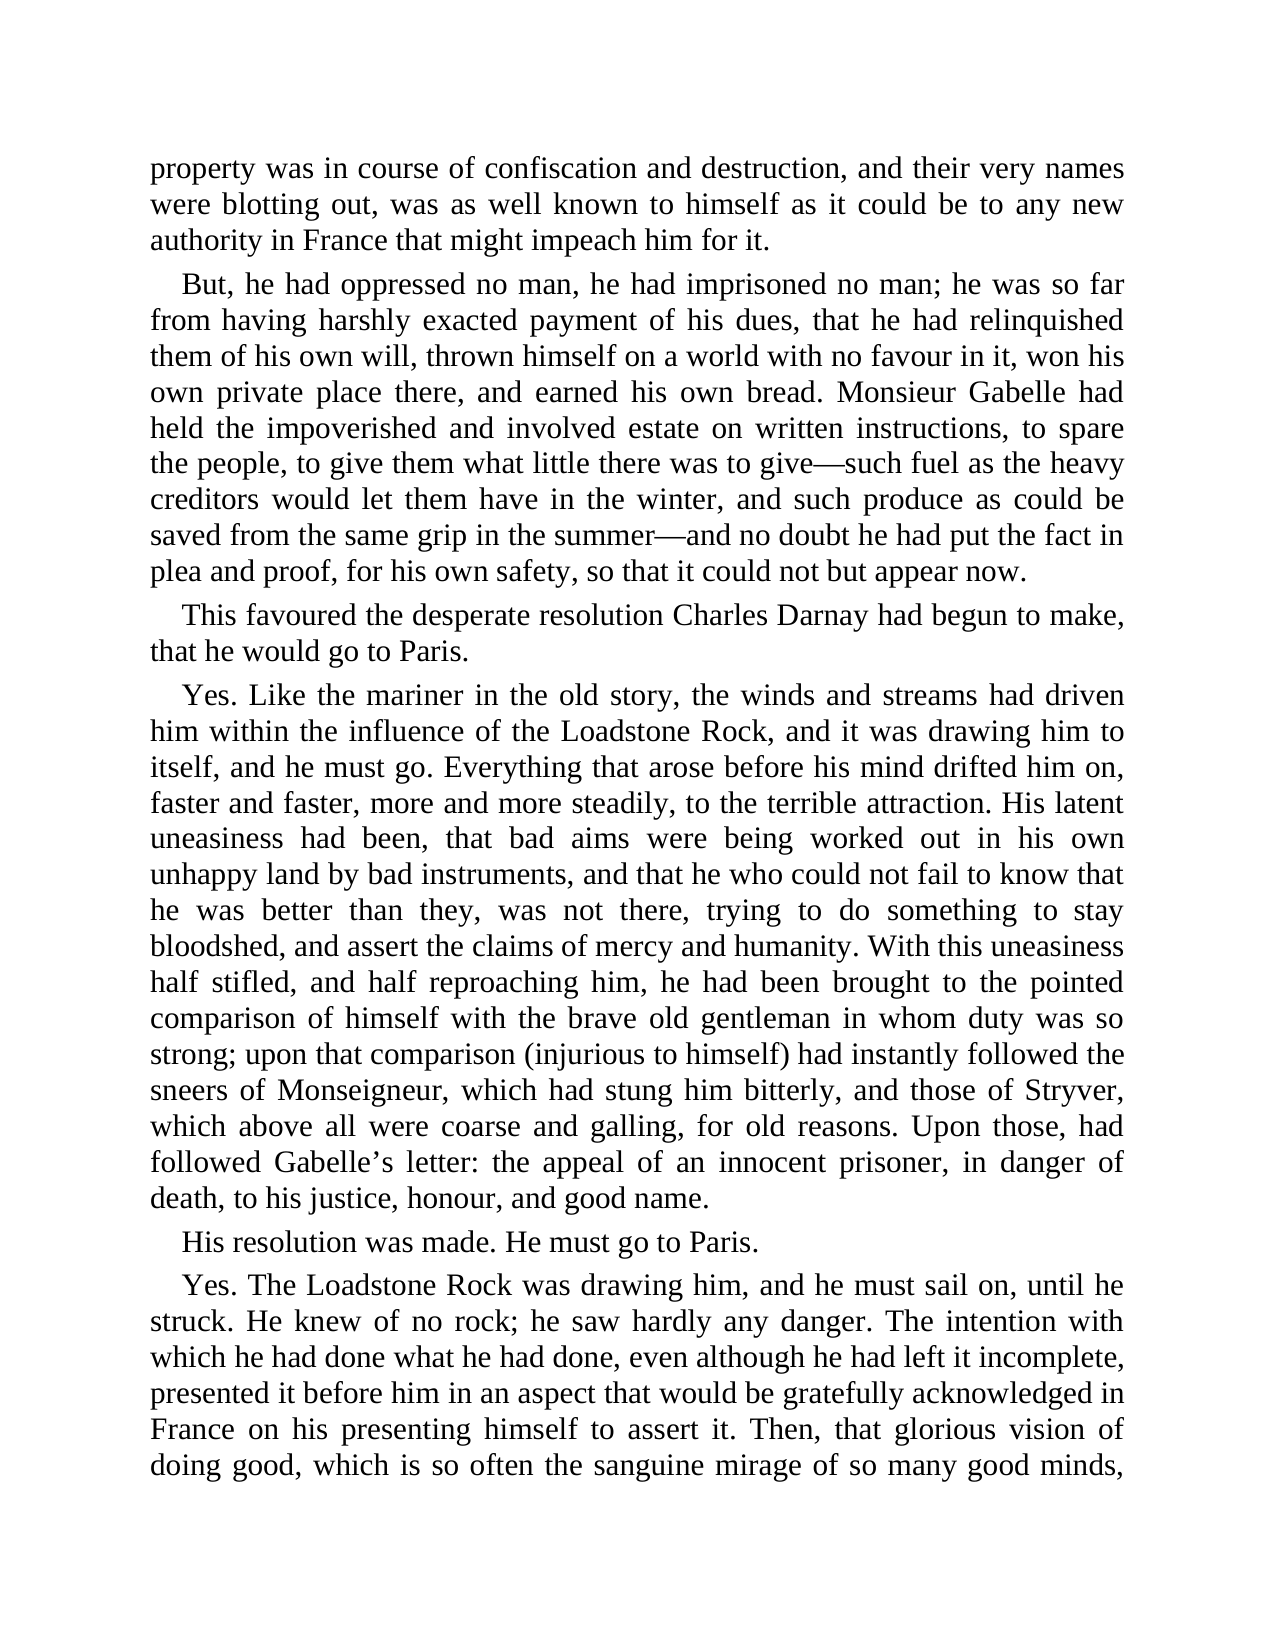 property was in course of confiscation and destruction, and their very names
were blotting out, was as well known to himself as it could be to any new
authority in France that might impeach him for it.
But, he had oppressed no man, he had imprisoned no man; he was so far
from having harshly exacted payment of his dues, that he had relinquished
them of his own will, thrown himself on a world with no favour in it, won his
own private place there, and earned his own bread. Monsieur Gabelle had
held the impoverished and involved estate on written instructions, to spare
the people, to give them what little there was to give—such fuel as the heavy
creditors would let them have in the winter, and such produce as could be
saved from the same grip in the summer—and no doubt he had put the fact in
plea and proof, for his own safety, so that it could not but appear now.
This favoured the desperate resolution Charles Darnay had begun to make,
that he would go to Paris.
Yes. Like the mariner in the old story, the winds and streams had driven
him within the influence of the Loadstone Rock, and it was drawing him to
itself, and he must go. Everything that arose before his mind drifted him on,
faster and faster, more and more steadily, to the terrible attraction. His latent
uneasiness had been, that bad aims were being worked out in his own
unhappy land by bad instruments, and that he who could not fail to know that
he was better than they, was not there, trying to do something to stay
bloodshed, and assert the claims of mercy and humanity. With this uneasiness
half stifled, and half reproaching him, he had been brought to the pointed
comparison of himself with the brave old gentleman in whom duty was so
strong; upon that comparison (injurious to himself) had instantly followed the
sneers of Monseigneur, which had stung him bitterly, and those of Stryver,
which above all were coarse and galling, for old reasons. Upon those, had
followed Gabelle’s letter: the appeal of an innocent prisoner, in danger of
death, to his justice, honour, and good name.
His resolution was made. He must go to Paris.
Yes. The Loadstone Rock was drawing him, and he must sail on, until he
struck. He knew of no rock; he saw hardly any danger. The intention with
which he had done what he had done, even although he had left it incomplete,
presented it before him in an aspect that would be gratefully acknowledged in
France on his presenting himself to assert it. Then, that glorious vision of
doing good, which is so often the sanguine mirage of so many good minds,